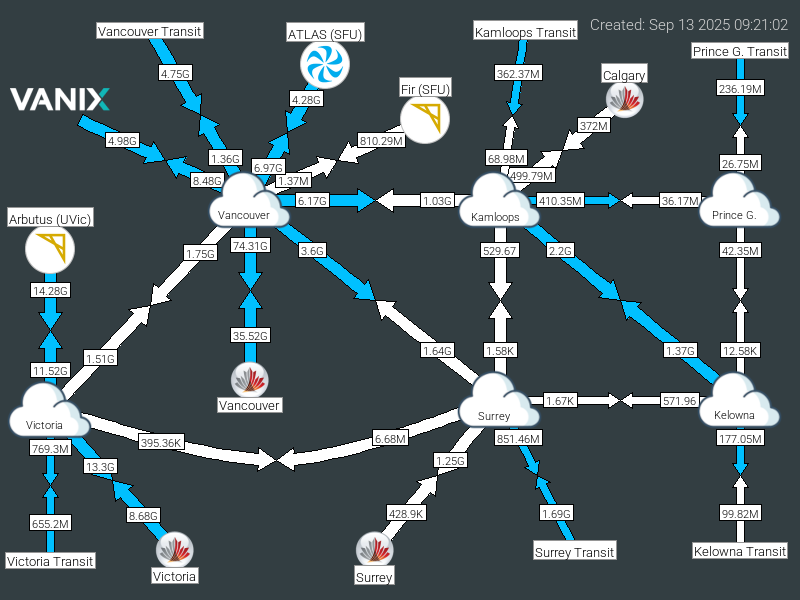 Created: Sep 13 2025 09:21:02
Vancouver Transit
ATLAS (SFU)
Kamloops Transit
Prince G. Transit
4.75G
362.37M
Calgary
236.19M
VANIX
4.28G
Fir (SFU)
4.98G
810.29M
372M
1.36G
68.98M
26.75M
6.97G
8.48G
1.37M
499.79M
6.17G
1.03G
410.35M
36.17M
Vancouver
Kamloops
Prince G.
Arbutus (UVic)
1.75G
74.31G
3.6G
529.67
2.2G
42.35M
14.28G
35.52G
1.51G
1.64G
1.58K
1.37G
12.58K
11.52G
Vancouver
1.67K
571.96
Victoria
Surrey
Kelowna
769.3M
395.36K
6.68M
851.46M
177.05M
13.3G
1.25G
655.2M
8.68G
428.9K
1.69G
99.82M
Victoria Transit
Victoria
Surrey
Surrey Transit
Kelowna Transit